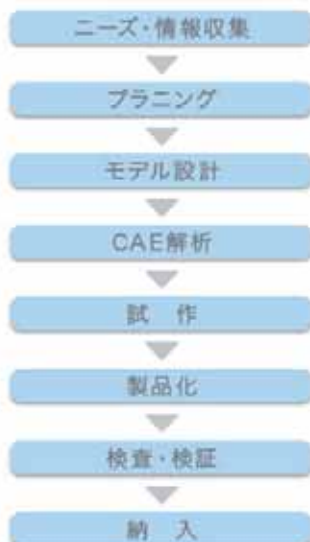 ニーズ・情報収集
プラニング
モデル設計
CAE解析
試　作
製品化
検査・検証
納　入